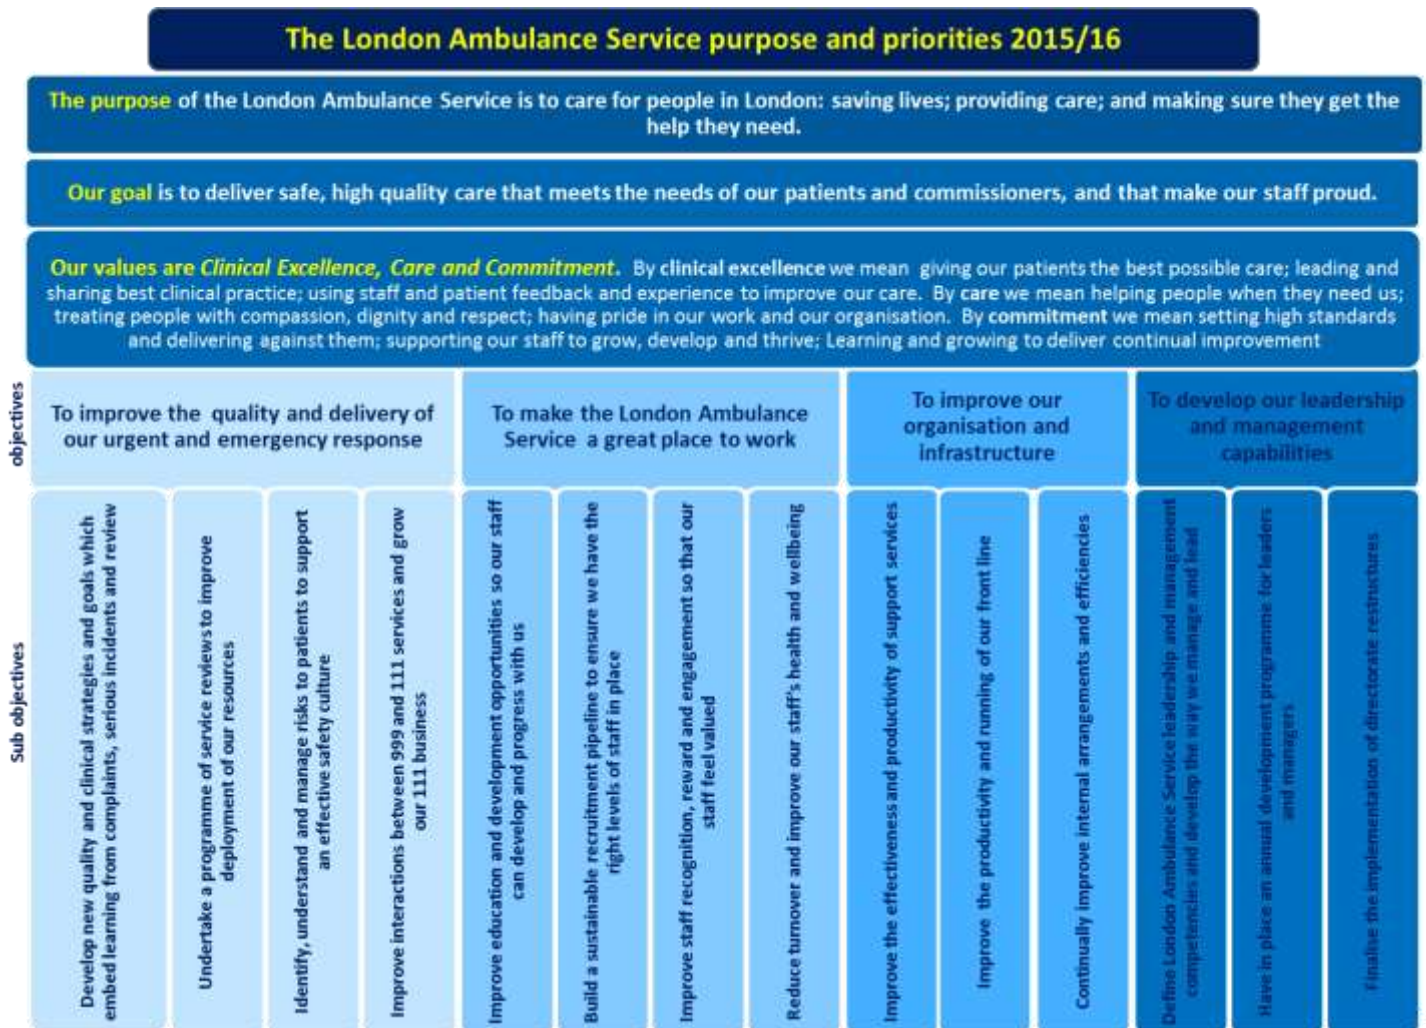 The London Ambulance Service purpose and priorities 2015/16
The purpose of the London Ambulance Service is to care for people in London: saving lives; providing care; and making sure they get the
help they need.
Our goal is to deliver safe, high quality care that meets the needs of our patients and commissioners, and that make our staff proud.
Our values are Clinical Excellence, Care and Commitment. By clinical excellence we mean giving our patients the best possible care; leading and
sharing best clinical practice; using staff and patient feedback and experience to improve our care. By care we mean helping people when they need us;
treating people with compassion, dignity and respect; having pride in our work and our organisation. By commitment we mean setting high standards
and delivering against them; supporting our staff to grow, develop and thrive; Learning and growing to deliver continual improvement
objectives
To improve the quality and delivery of
our urgent and emergency response
To make the London Ambulance
Service a great place to work
To improve our
organisation and
infrastructure
To develop our leadership
and management
capabilities
Sub objectives
Develop new quality and clinical strategies and goals which
embed learning from complaints, serious incidents and review
Undertake a programme of service reviews to improve
deployment of our resources
Identify, understand and manage risks to patients to support
an effective safety culture
Improve interactions between 999 and 111 services and grow
our 111 business
Improve education and development opportunities so our staff
can develop and progress with us
Build a sustainable recruitment pipeline to ensure we have the
right levels of staff in place
Improve staff recognition, reward and engagement so that our
staff feel valued
Reduce turnover and improve our staff's health and wellbeing
Improve the effectiveness and productivity of support services
Improve the productivity and running of our front line
Continually improve internal arrangements and efficiencies
Define London Ambulance Service leadership and management
competencies and develop the way we manage and lead
Have in place an annual development programme for leaders
and managers
Finalise the implementation of directorate restructures